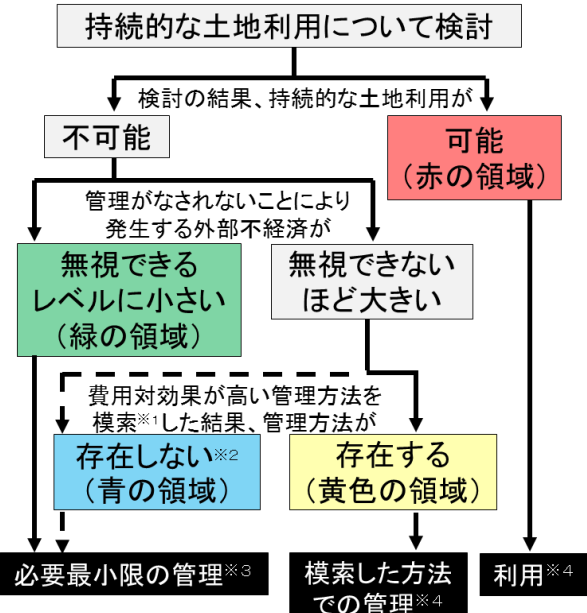 持続的な土地利用について検討
検討の結果、持続的な土地利用が
不可能
可能
（赤の領域）
管理がなされないことにより
発生する外部不経済が
無視できる
レベルに小さい
（緑の領域）
無視できない
ほど大きい
費用対効果が高い管理方法を
模索※1した結果、管理方法が
存在しない※2
（青の領域）
存在する
（黄色の領域）
必要最小限の管理※3
模索した方法
での管理※4
利用※4